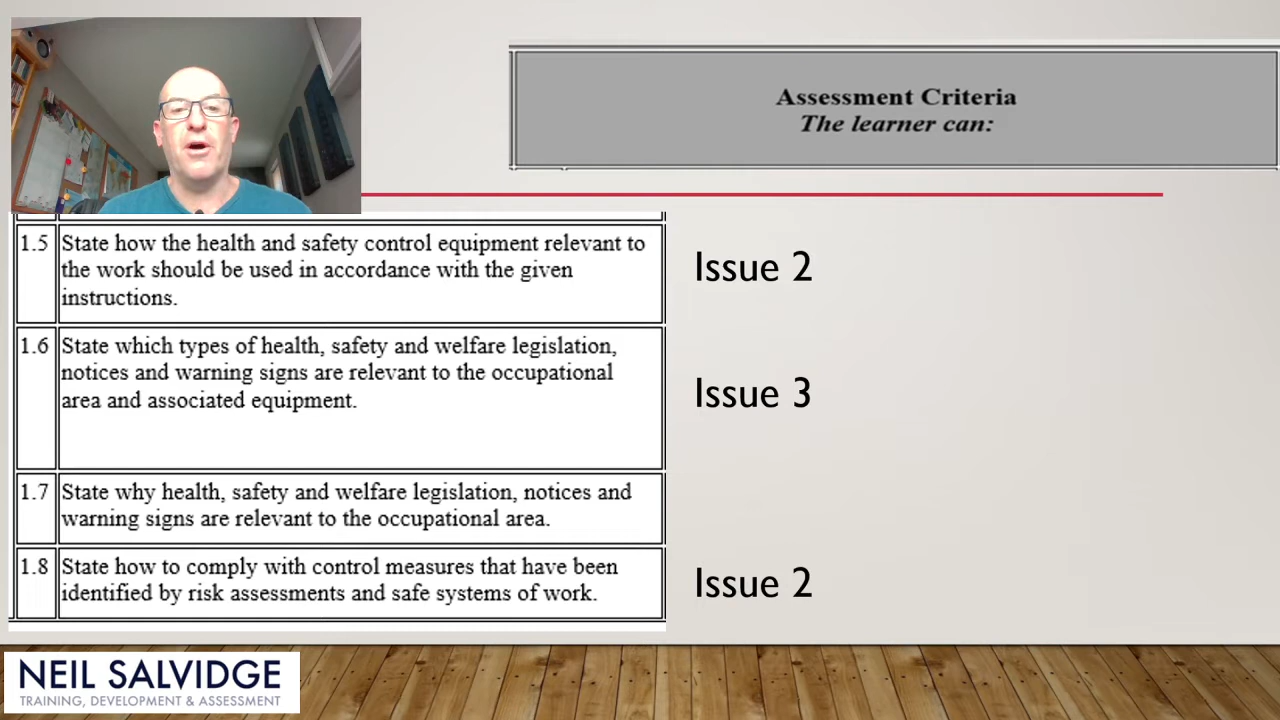 Assessment Criteria
The learner can:
1.5 State how the health and safety control equipment relevant to
the work should be used in accordance with the given
instructions.
Issue 2
1.6 State which types of health, safety and welfare legislation,
notices and warning signs are relevant to the occupational
area and associated equipment.
Issue 3
1.7 State why health, safety and welfare legislation, notices and
warning signs are relevant to the occupational area.
1.8 State how to comply with control measures that have been
identified by risk assessments and safe systems of work.
Issue 2
NEIL SALVIDGE
TRAINING, DEVELOPMENT & ASSESSMENT